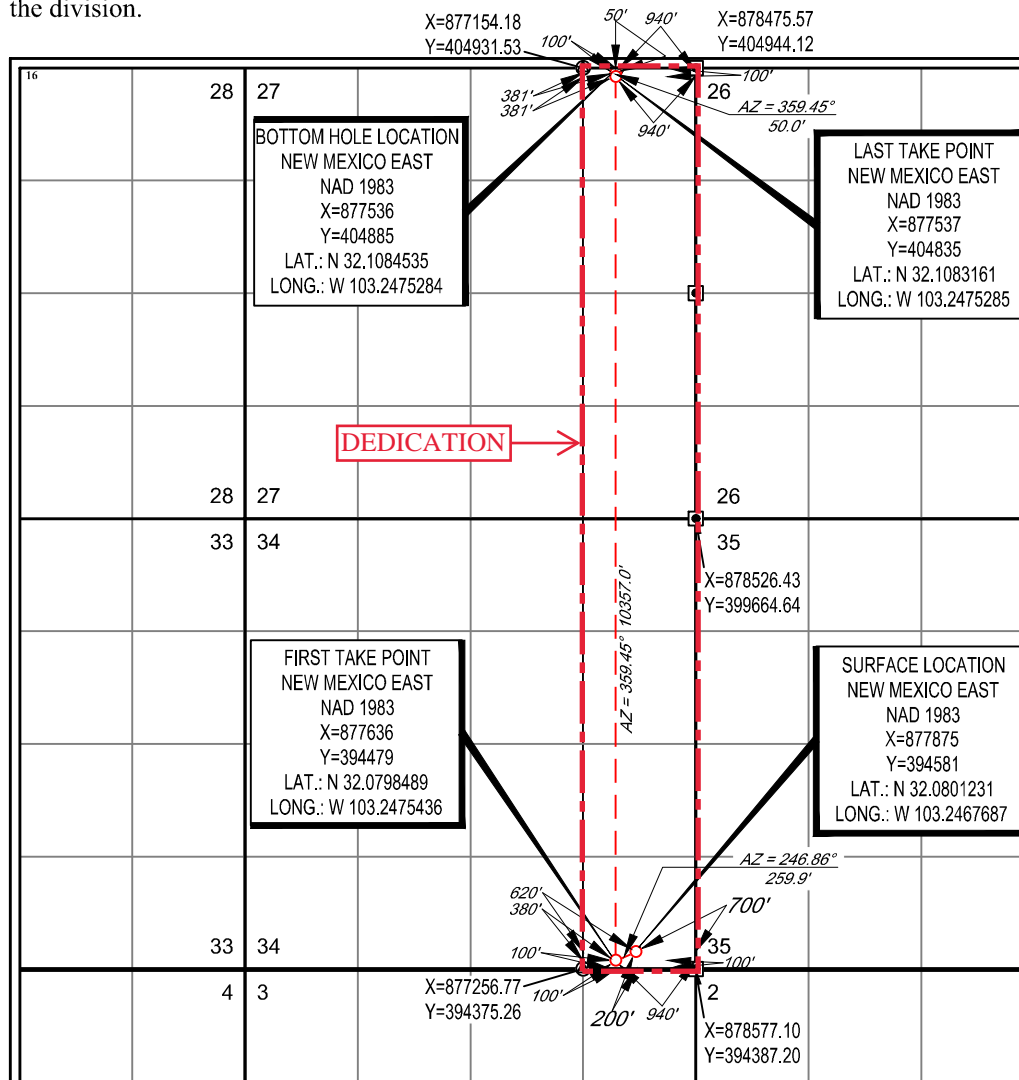 the division.
X=877154.18
Y=404931.53
50'
940'
X=878475.57
Y=404944.12
100'
16
28
27
26
100'
381'
381'
940'
AZ = 359.45°
50.0'
BOTTOM HOLE LOCATION
NEW MEXICO EAST
NAD 1983
X=877536
Y=404885
LAT.: N 32.1084535
LONG.: W 103.2475284
LAST TAKE POINT
NEW MEXICO EAST
NAD 1983
X=877537
Y=404835
LAT.: N 32.1083161
LONG.: W 103.2475285
DEDICATION
28
27
26
33
34
35
X=878526.43
Y=399664.64
AZ = 359.45° 10357.0'
FIRST TAKE POINT
NEW MEXICO EAST
NAD 1983
X=877636
Y=394479
LAT.: N 32.0798489
LONG.: W 103.2475436
SURFACE LOCATION
NEW MEXICO EAST
NAD 1983
X=877875
Y=394581
LAT.: N 32.0801231
LONG.: W 103.2467687
AZ = 246.86°
259.9'
620'
380'
700'
33
34
100'
35
100'
4
3
X=877256.77
Y=394375.26
100'
200'
940'
2
X=878577.10
Y=394387.20